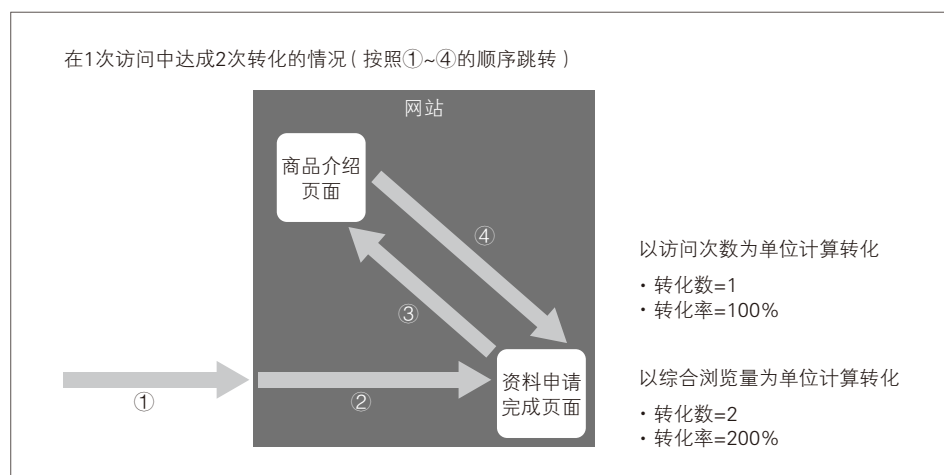 在1次访问中达成2次转化的情况（按照①~④的顺序跳转）
网站
商品介绍
页面
④
③
①
②
资料申请
完成页面
以访问次数为单位计算转化
・转化数=1
・转化率=100%
以综合浏览量为单位计算转化
・转化数=2
・转化率=200%